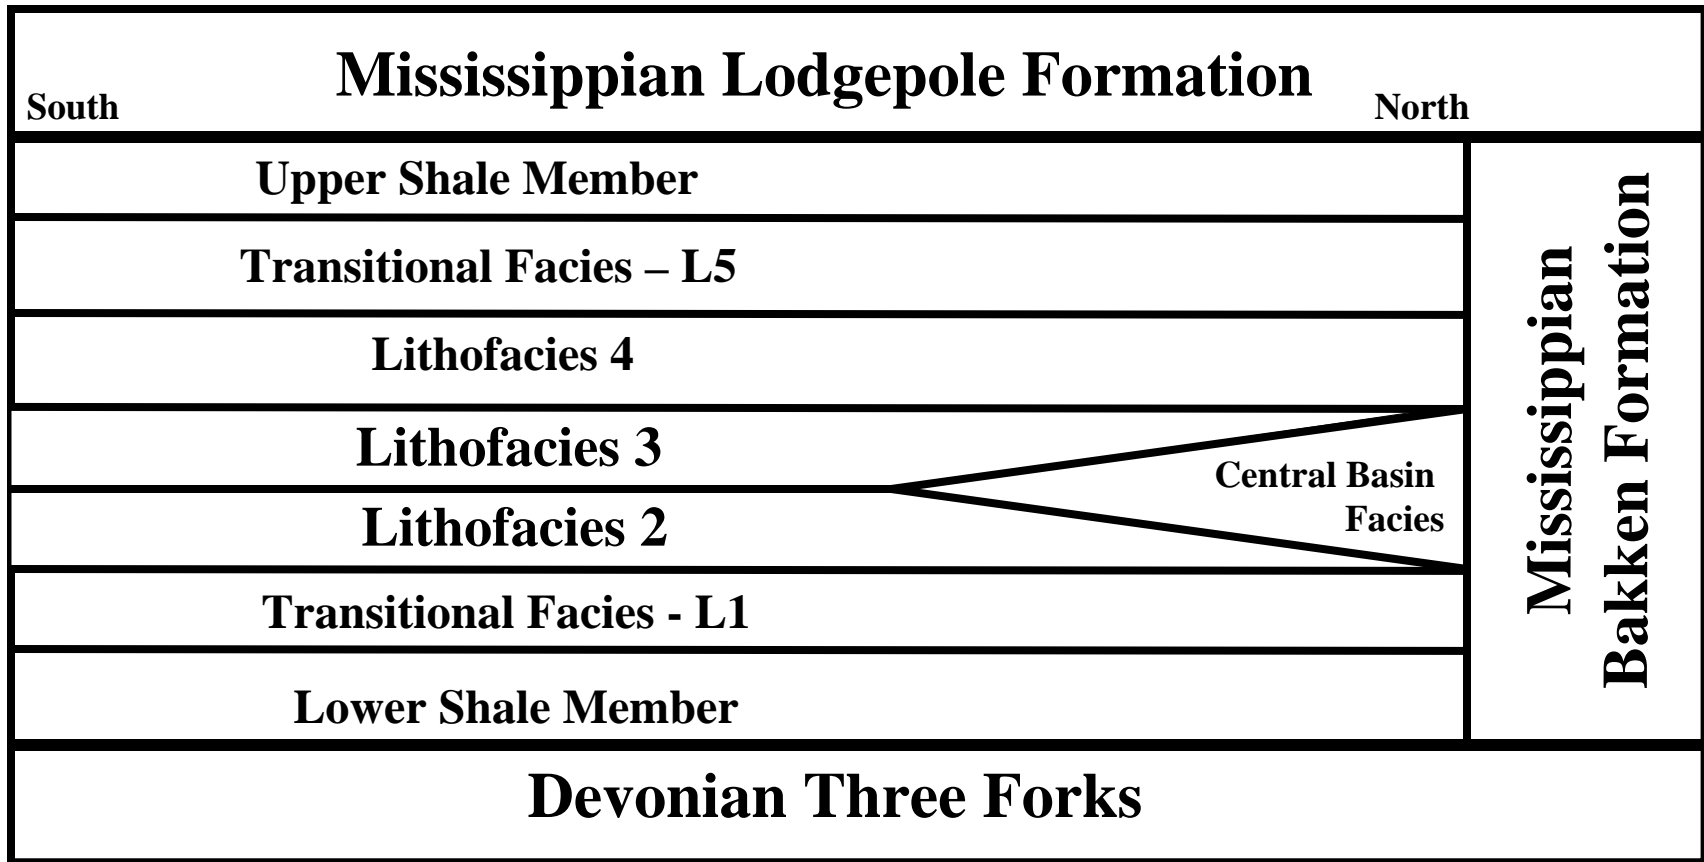 Mississippian Lodgepole Formation
South
North
Upper Shale Member
Transitional Facies – L5
Lithofacies 4
Lithofacies 3
Central Basin
Facies
Lithofacies 2
Transitional Facies - L1
Lower Shale Member
Mississippian
Bakken Formation
Devonian Three Forks